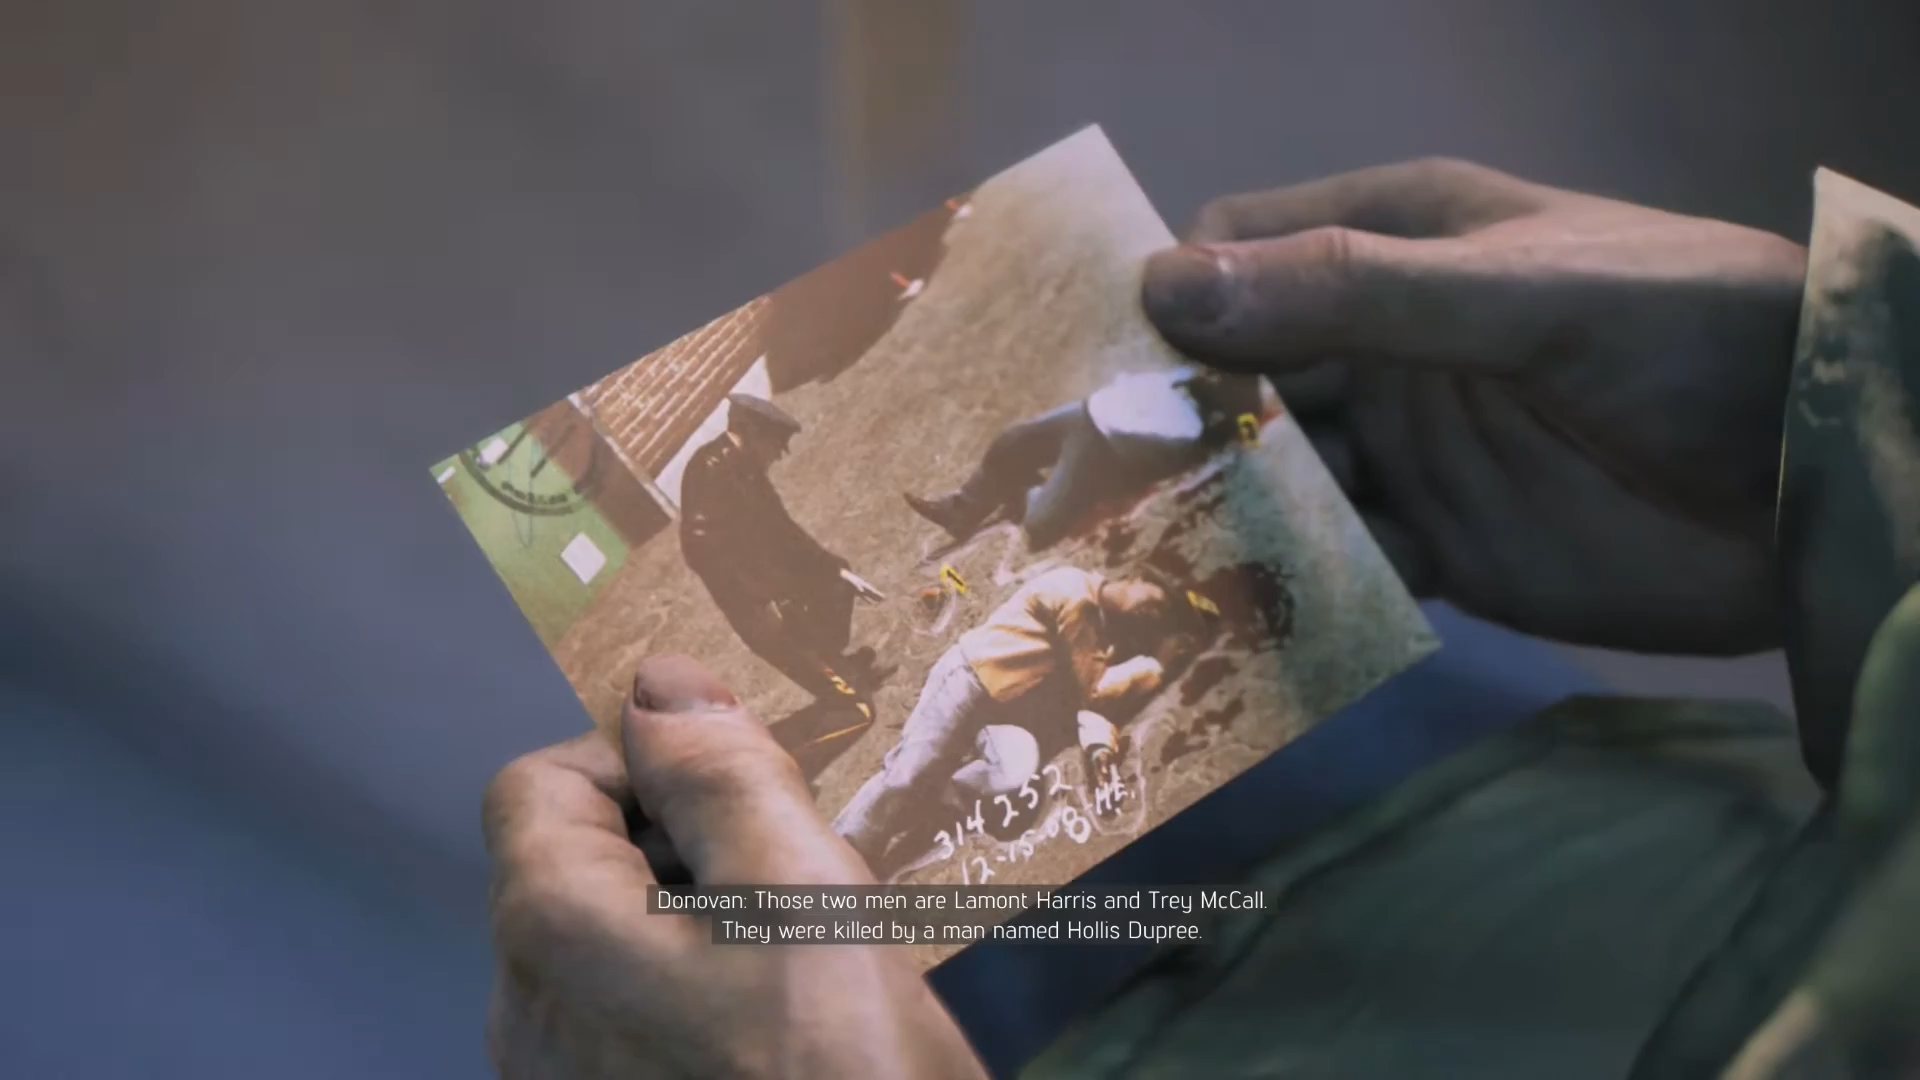 314252
12-15-08 HL.
Donovan: Those two men are Lamont Harris and Trey McCall.
They were killed by a man named Hollis Dupree.